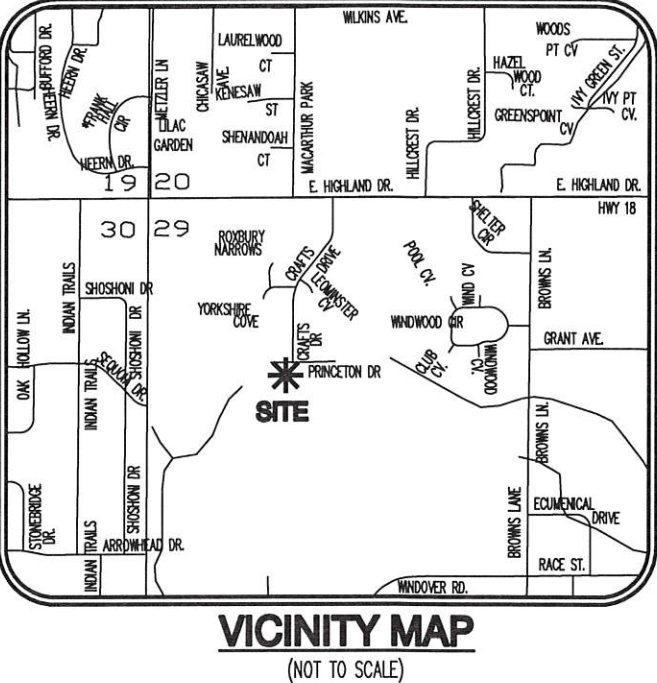 WILKINS AVE.
BUFFORD DR.
HEERN DR.
HEERN DR.
*FRANK
HALL
CIR
HEERN DR.
METZLER LN
LILAC
GARDEN
CHICASAW
AVE.
LAURELWOOD
CT
KENESAW
ST
SHENANDOAH
CT
MACARTHUR PARK
HILLCREST DR.
HILLCREST DR.
WOODS
PT CV
HAZEL
WOOD
CT.
IVY GREEN ST.
GREENSPOINT
CV
IVY PT
CV.
19 20
E. HIGHLAND DR.
E. HIGHLAND DR.
HWY 18
30 29
INDIAN TRAILS
SHOSHONI DR
SHOSHONI DR
OAK HOLLOW LN.
SEQUOIA DR.
INDIAN TRAILS
ROXBURY
NARROWS
CRAFTS
DRIVE
LEOMINSTER
CV
YORKSHIRE
COVE
CRAFTS
DR
PRINCETON DR
SITE
SHELTER
CIR
POOL CV.
WIND CV
WINDWOOD CIR
CLUB
CV.
WINDWOOD
CV.
BROWNS LN.
GRANT AVE.
BROWNS LN.
STONEBRIDGE
DR.
SHOSHONI DR
INDIAN TRAILS
ARROWHEAD DR.
BROWNS LANE
ECUMENICAL
DRIVE
RACE ST.
WINDOVER RD.
VICINITY MAP
(NOT TO SCALE)